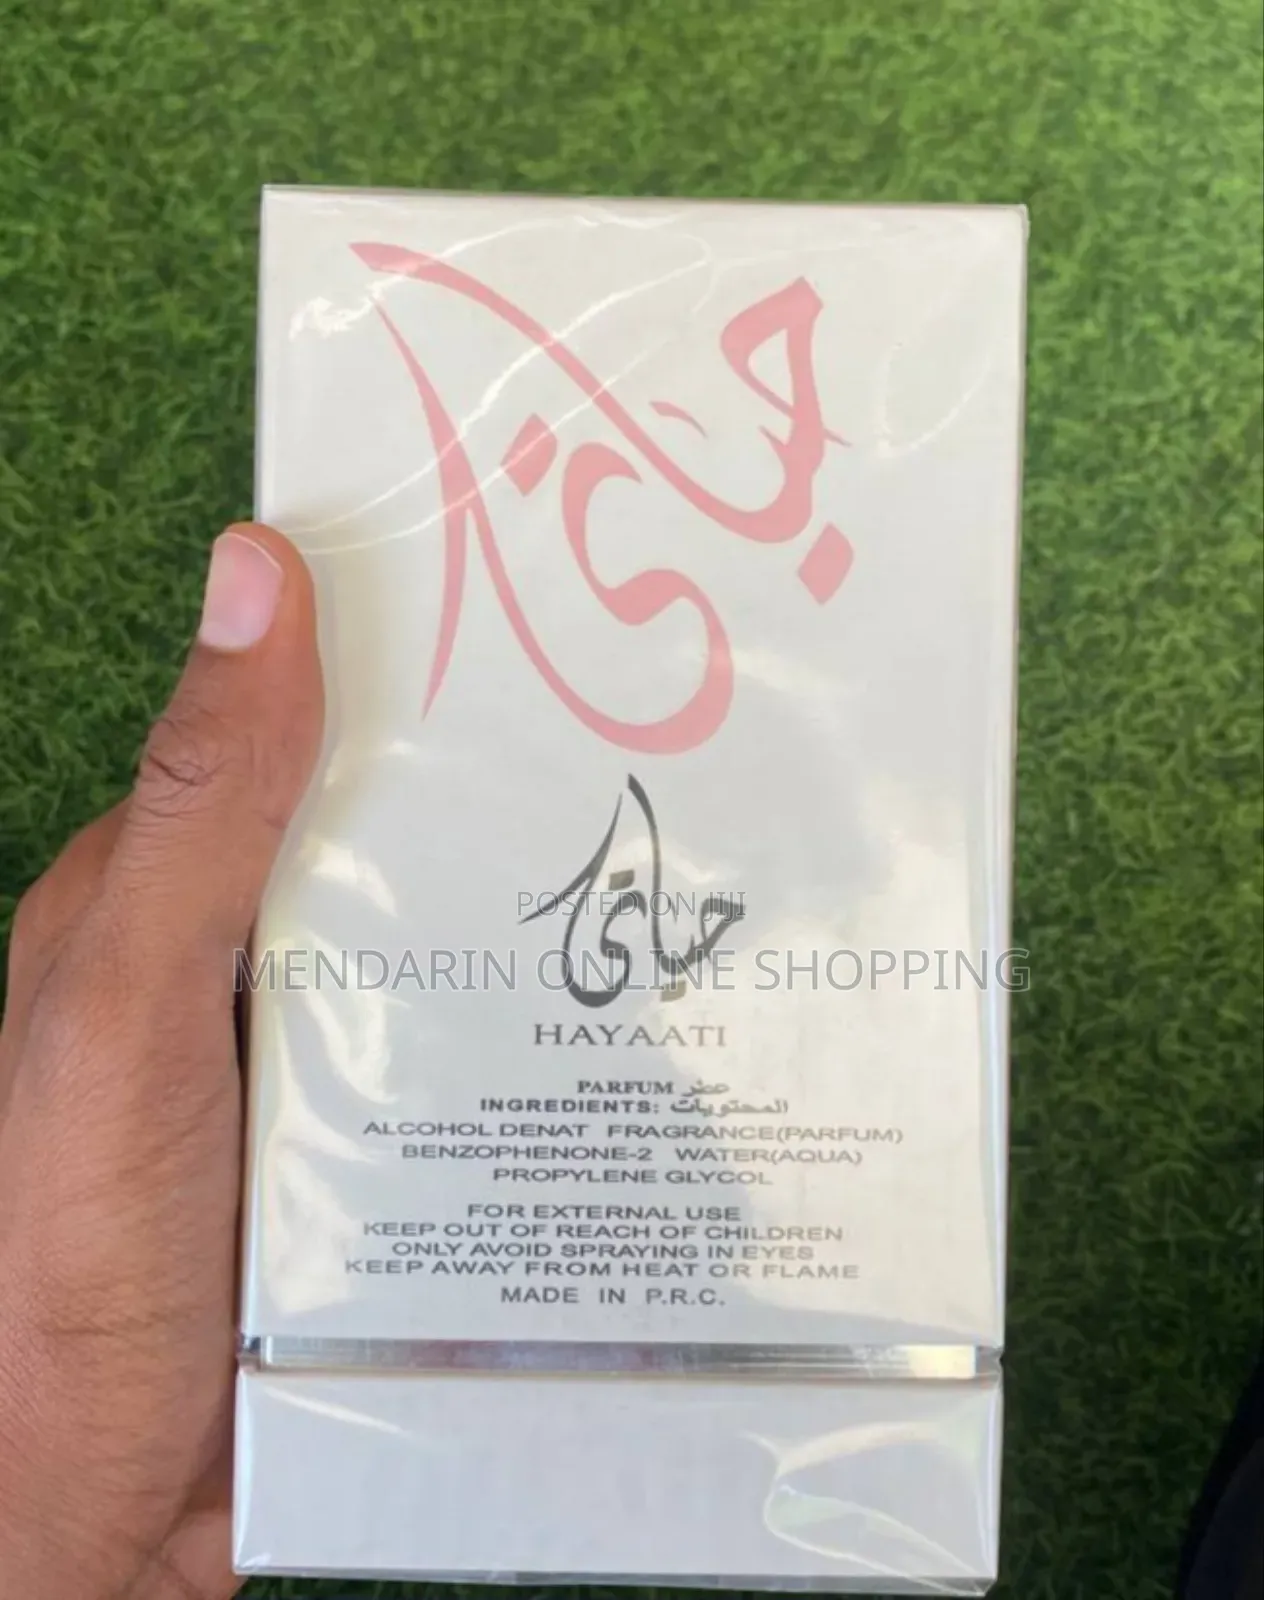 حياتي
حياتي
POSTED ON JIJI
MENDARIN ONLINE SHOPPING
HAYAATI
PARFUM عطر
INGREDIENTS: المحتويات
ALCOHOL DENAT FRAGRANCE(PARFUM)
BENZOPHENONE-2 WATER(AQUA)
PROPYLENE GLYCOL
FOR EXTERNAL USE
KEEP OUT OF REACH OF CHILDREN
ONLY AVOID SPRAYING IN EYES
KEEP AWAY FROM HEAT OR FLAME
MADE IN P.R.C.